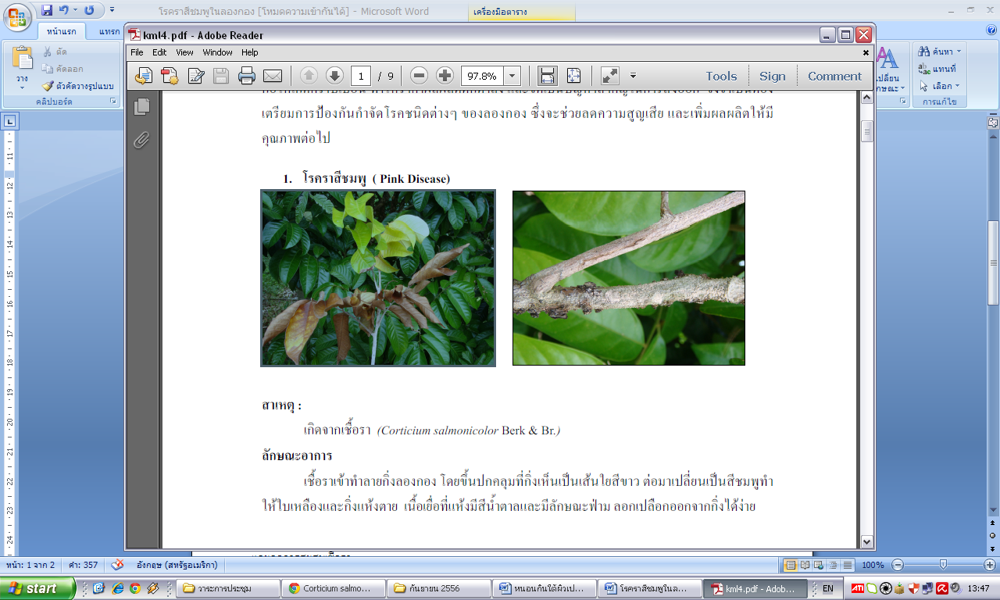 โรคราสีชมพูในลองกอง [โหมดความเข้ากันได้] - Microsoft Word
เครื่องมือตาราง
หน้าแรก
แทรก
วาง
ตัด
คัดลอก
ตัวคัดวางรูปแบบ
คลิปบอร์ด
ค้นหา
แทนที่
เลือก
การแก้ไข
kml4.pdf - Adobe Reader
File Edit View Window Help
1 / 9
97.8%
Tools Sign Comment
เตรียมการป้องกันกำจัดโรคชนิดต่างๆ ของลองกอง ซึ่งจะช่วยลดความสูญเสีย และเพิ่มผลผลิตให้มี
คุณภาพต่อไป
1. โรคราสีชมพู ( Pink Disease)
สาเหตุ :
เกิดจากเชื้อรา (Corticium salmonicolor Berk & Br.)
ลักษณะอาการ
เชื้อราเข้าทำลายกิ่งลองกอง โดยขึ้นปกคลุมที่กิ่งเห็นเป็นเส้นใยสีขาว ต่อมาเปลี่ยนเป็นสีชมพูทำ
ให้ใบเหลืองและกิ่งแห้งตาย เนื้อเยื่อที่แห้งมีสีน้ำตาลและมีลักษณะฟ่าม ลอกเปลือกออกจากกิ่งได้ง่าย
หน้า: 1 จาก 2
คำ: 357
อังกฤษ (สหรัฐอเมริกา)
100%
start
วาระการประชุม
Corticium salmo...
กันยายน 2556
หนอนกินใต้ผิวเป...
โรคราสีชมพูในล...
kml4.pdf - Adob...
EN
ATI
13:47